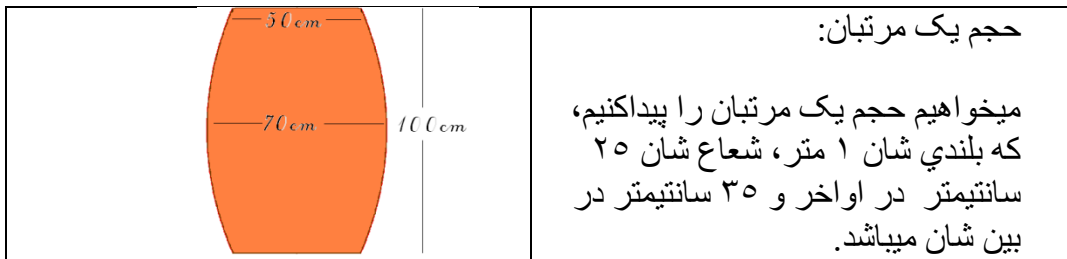 حجم یک مرتبان:
میخواهیم حجم یک مرتبان را پیداکنیم،
که بلندي شان ۱ متر، شعاع شان ۲۵
سانتیمتر در اواخر و ۳۵ سانتیمتر در
بین شان میباشد.
50cm
70cm
100cm